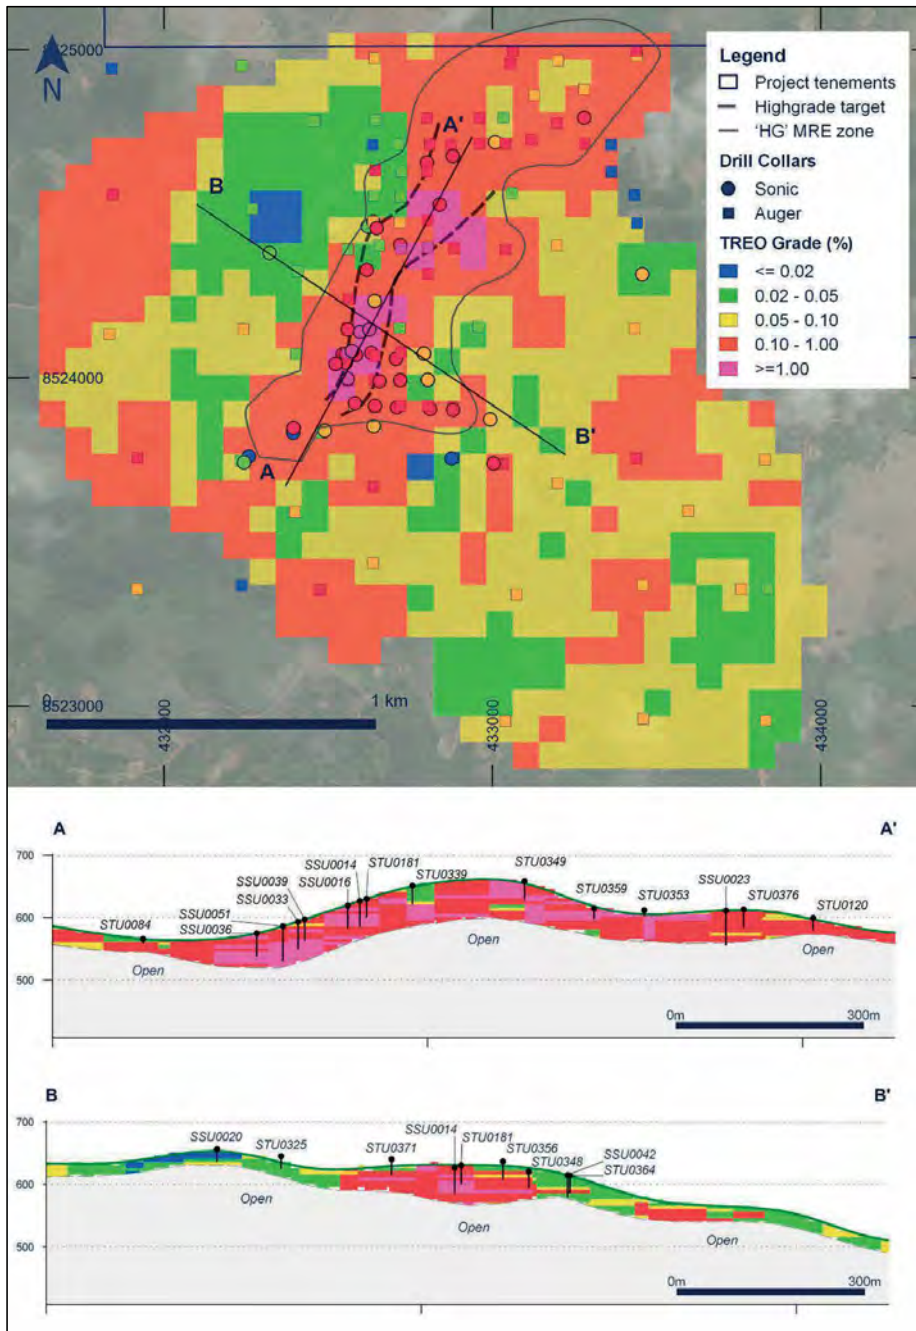 8525000
N
A'
B
8524000
B'
A
8523000
0
1 km
432000
433000
434000
Legend
Project tenements
Highgrade target
'HG' MRE zone
Drill Collars
Sonic
Auger
TREO Grade (%)
<= 0.02
0.02 - 0.05
0.05 - 0.10
0.10 - 1.00
>=1.00
A
A'
700
600
500
STU0084
SSU0051
SSU0036
SSU0039
SSU0033
SSU0014
SSU0016
STU0181
STU0339
STU0349
STU0359
STU0353
SSU0023
STU0376
STU0120
Open
Open
Open
0m
300m
B
B'
700
600
500
SSU0020
STU0325
STU0371
SSU0014
STU0181
STU0356
STU0348
SSU0042
STU0364
Open
Open
Open
0m
300m